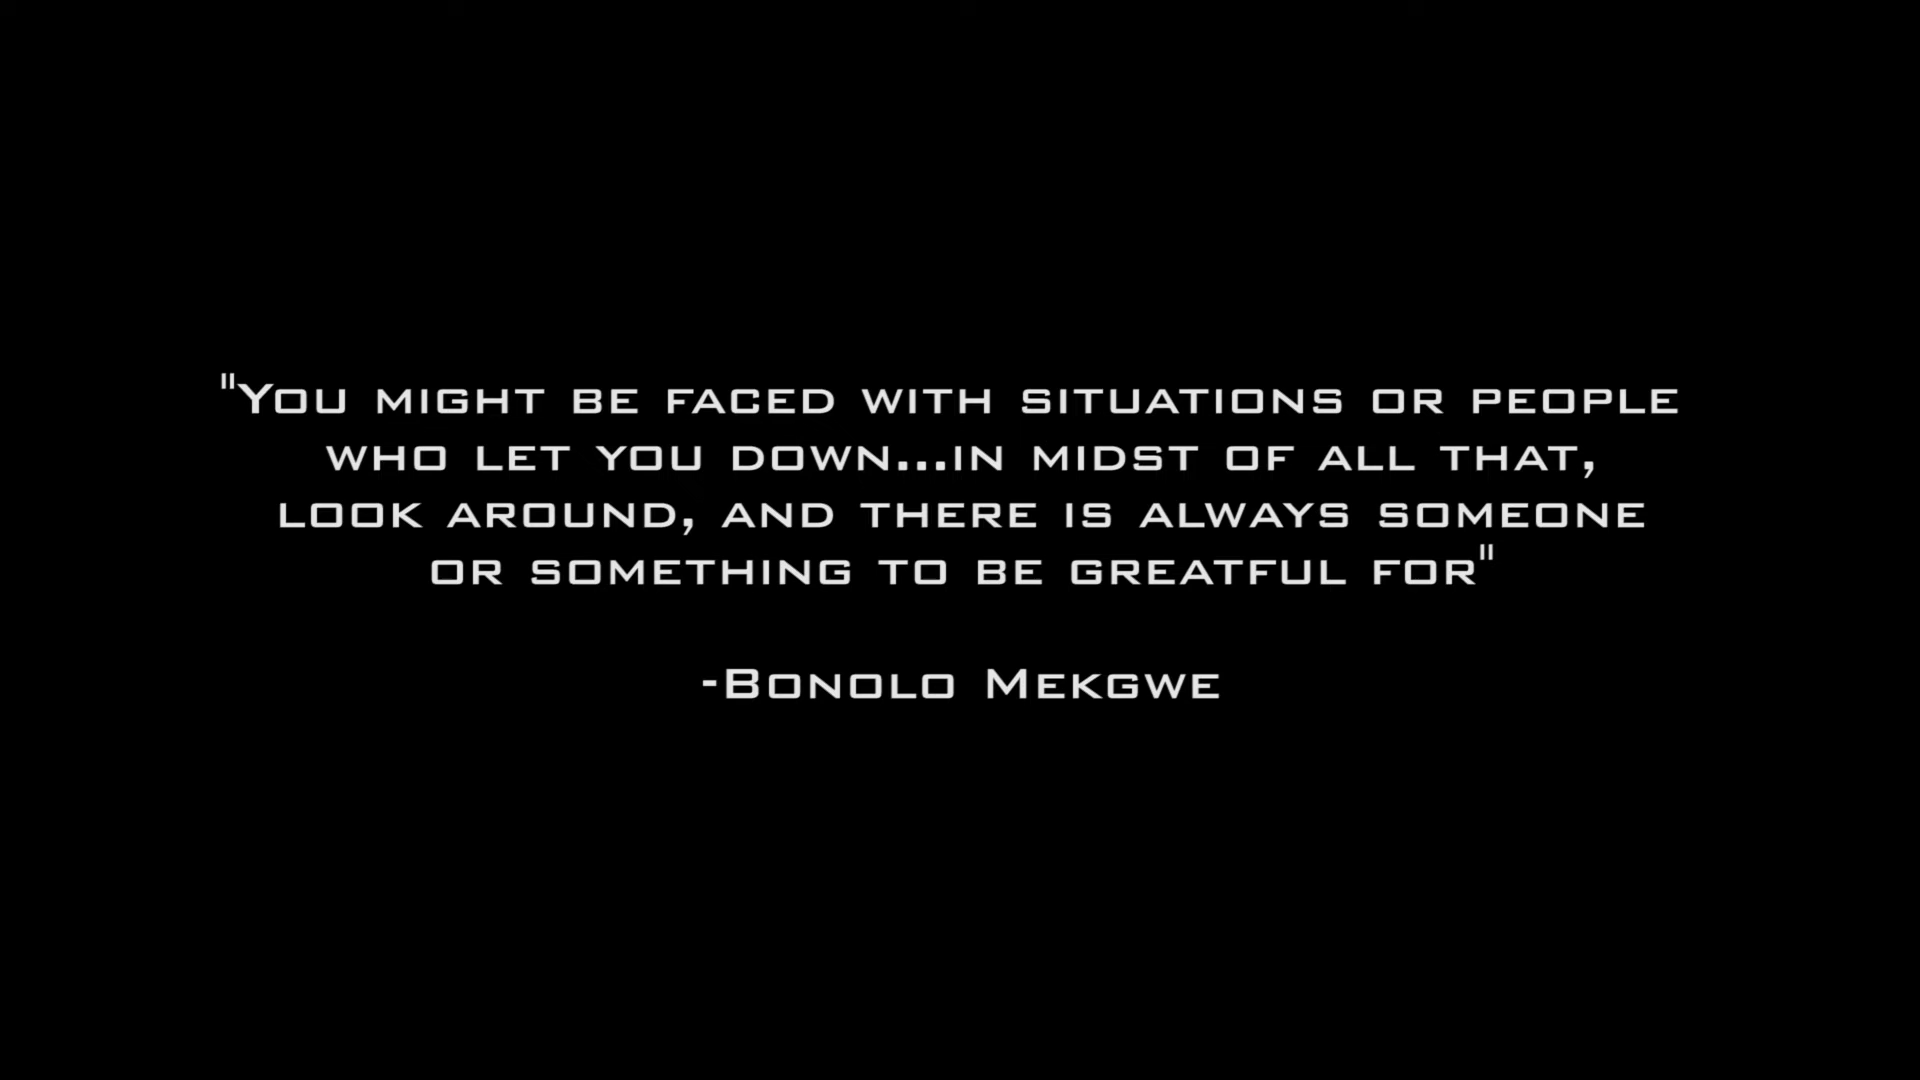 "You might be faced with situations or people
who let you down...in midst of all that,
look around, and there is always someone
or something to be greatful for"
-Bonolo Mekgwe